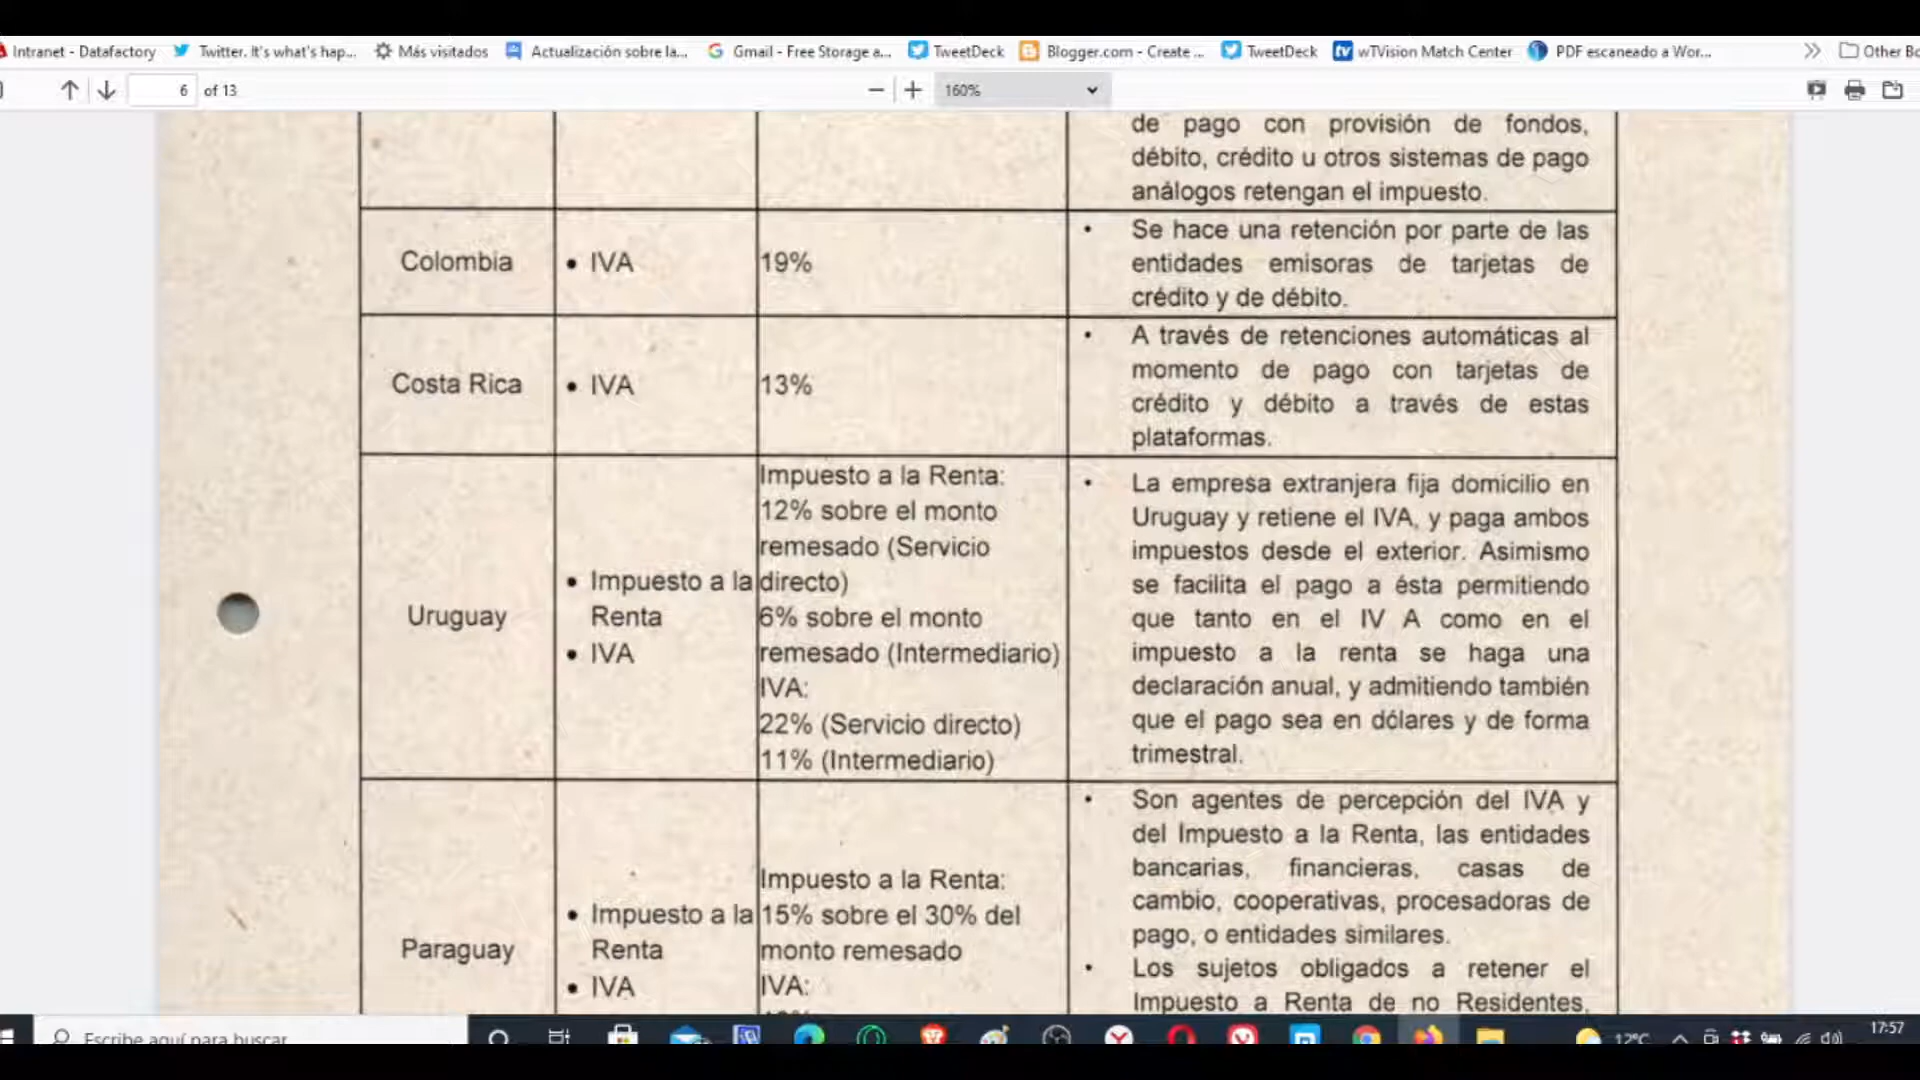 Intranet - Datafactory
Twitter. It's what's hap...
Más visitados
Actualización sobre la...
Gmail - Free Storage a...
TweetDeck
Blogger.com - Create ...
TweetDeck
wTVision Match Center
PDF escaneado a Wor...
Other Bo
6 of 13
160%
de pago con provisión de fondos,
débito, crédito u otros sistemas de pago
análogos retengan el impuesto.
Colombia
• IVA
19%
• Se hace una retención por parte de las
entidades emisoras de tarjetas de
crédito y de débito.
Costa Rica
• IVA
13%
• A través de retenciones automáticas al
momento de pago con tarjetas de
crédito y débito a través de estas
plataformas.
Uruguay
• Impuesto a la
Renta
• IVA
Impuesto a la Renta:
12% sobre el monto
remesado (Servicio
directo)
6% sobre el monto
remesado (Intermediario)
IVA:
22% (Servicio directo)
11% (Intermediario)
• La empresa extranjera fija domicilio en
Uruguay y retiene el IVA, y paga ambos
impuestos desde el exterior. Asimismo
se facilita el pago a ésta permitiendo
que tanto en el IV A como en el
impuesto a la renta se haga una
declaración anual, y admitiendo también
que el pago sea en dólares y de forma
trimestral.
Paraguay
• Impuesto a la
Renta
• IVA
Impuesto a la Renta:
15% sobre el 30% del
monto remesado
IVA:
• Son agentes de percepción del IVA y
del Impuesto a la Renta, las entidades
bancarias, financieras, casas de
cambio, cooperativas, procesadoras de
pago, o entidades similares.
• Los sujetos obligados a retener el
Impuesto a Renta de no Residentes,
Escribe aquí para buscar
12°C
17:57